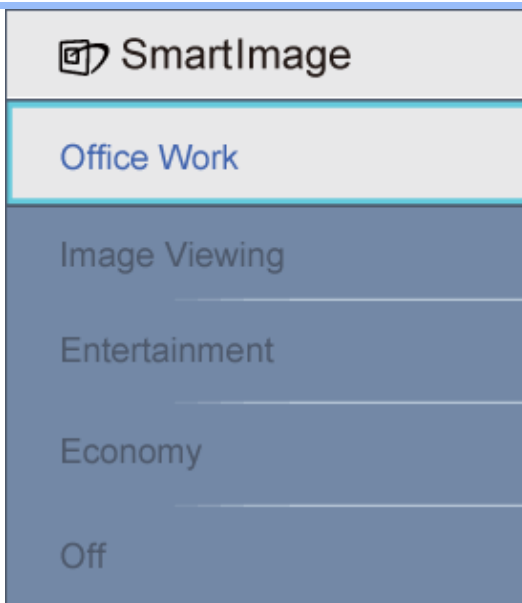 SmartImage
Office Work
Image Viewing
Entertainment
Economy
Off